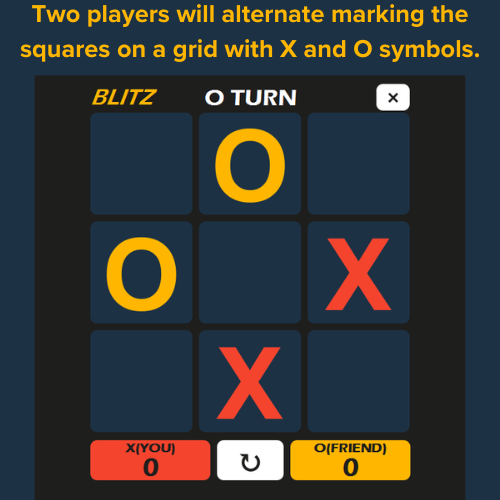 Two players will alternate marking the
squares on a grid with X and O symbols.
BLITZ O TURN ×
O
O X
X
X(YOU) O(FRIEND)
0 ↻ 0